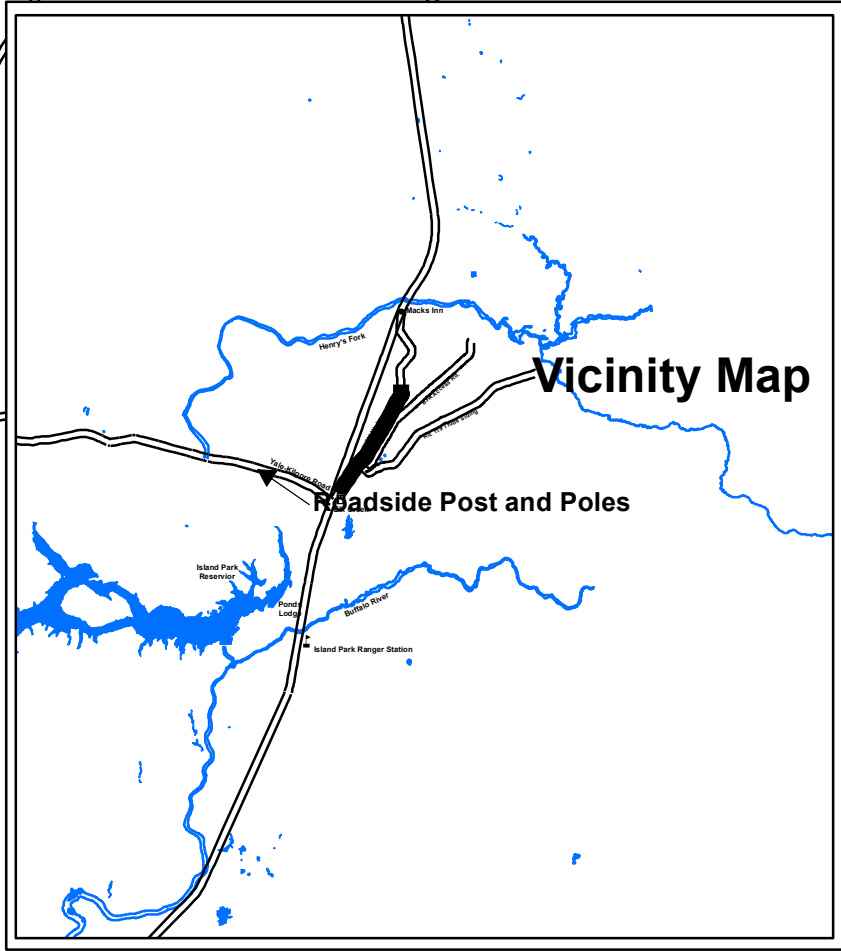 Macks Inn
Henry's Fork
Vicinity Map
Yale-Kilgore Road
Roadside Post and Poles
Island Park
Reservior
Ponds
Lodge
Buffalo River
Island Park Ranger Station